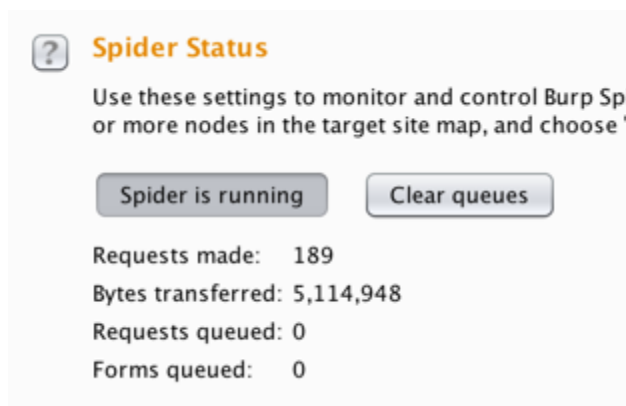 ?
Spider Status
Use these settings to monitor and control Burp Sp
or more nodes in the target site map, and choose '
Spider is running
Clear queues
Requests made: 189
Bytes transferred: 5,114,948
Requests queued: 0
Forms queued: 0